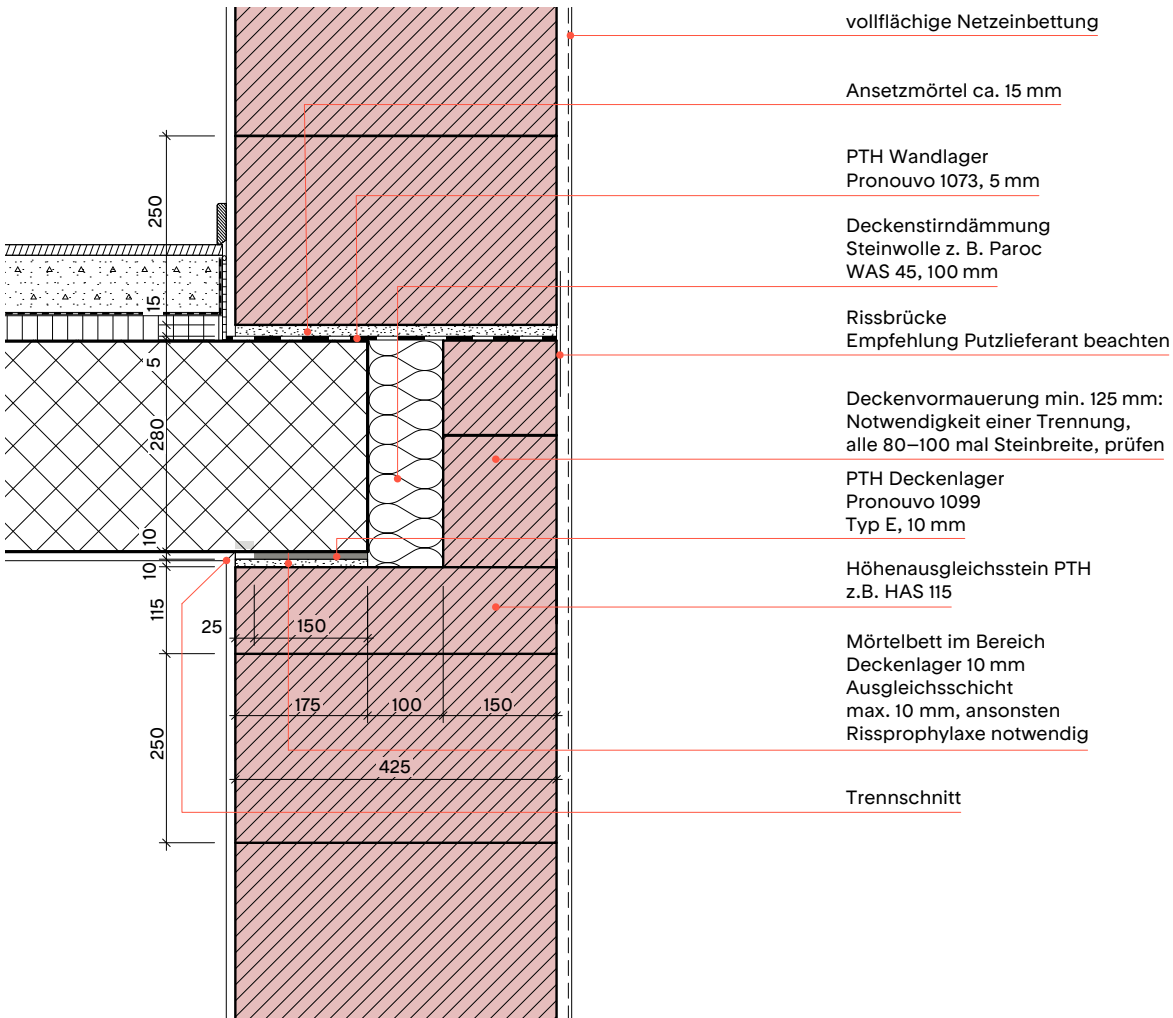 vollflächige Netzeinbettung
Ansetzmörtel ca. 15 mm
PTH Wandlager
Pronouvo 1073, 5 mm
Deckenstirndämmung
Steinwolle z. B. Paroc
WAS 45, 100 mm
Rissbrücke
Empfehlung Putzlieferant beachten
Deckenvormauerung min. 125 mm:
Notwendigkeit einer Trennung,
alle 80–100 mal Steinbreite, prüfen
PTH Deckenlager
Pronouvo 1099
Typ E, 10 mm
Höhenausgleichsstein PTH
z.B. HAS 115
Mörtelbett im Bereich
Deckenlager 10 mm
Ausgleichsschicht
max. 10 mm, ansonsten
Rissprophylaxe notwendig
Trennschnitt
250
15
5
280
10
10
115
250
25
150
175
100
150
425